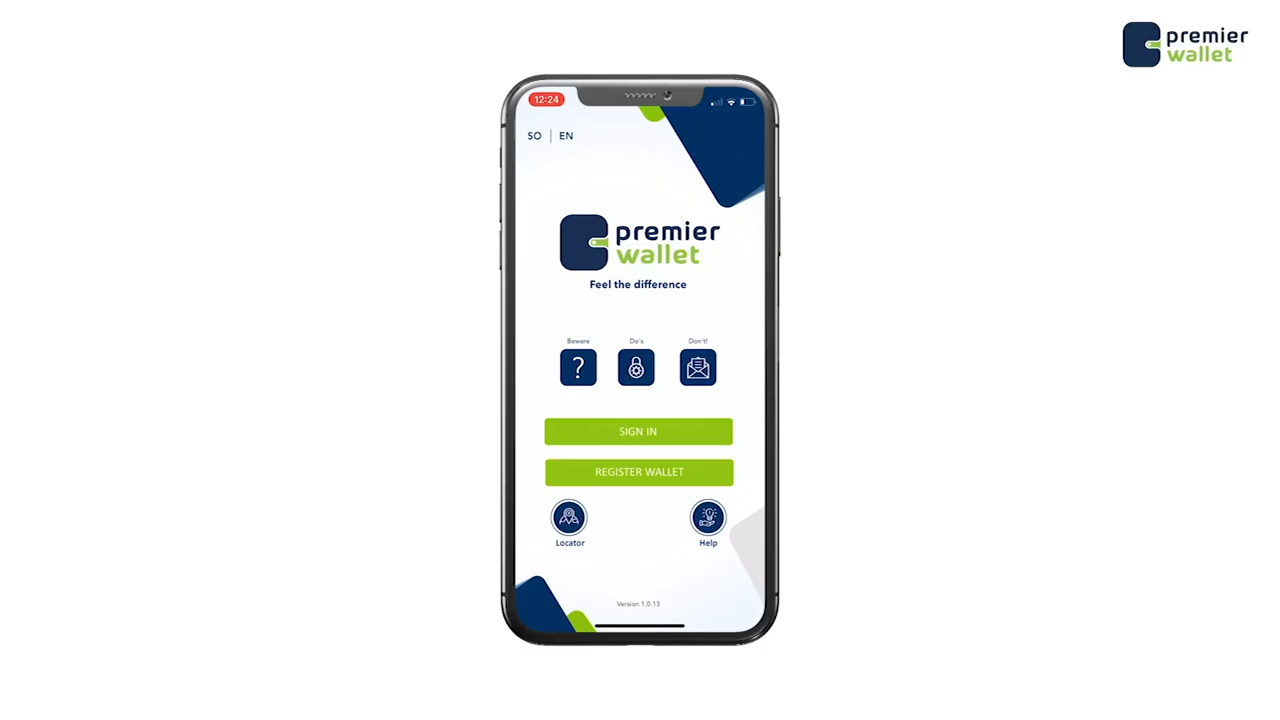 premier
wallet
12:24
SO | EN
premier
wallet
Feel the difference
Beware
Do's
Don't!
SIGN IN
REGISTER WALLET
Locator
Help
Version 1.0.13